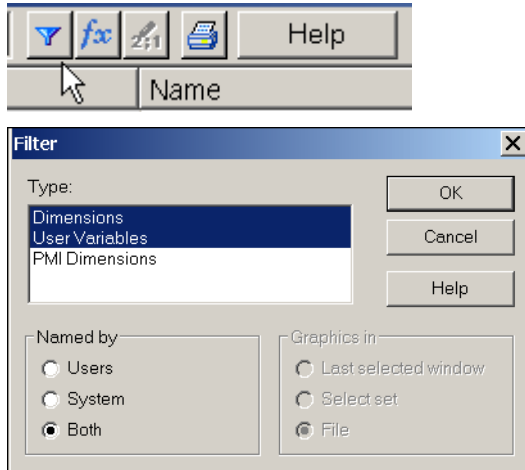 fx
Help
Name
Filter
Type:
OK
Dimensions
User Variables
Cancel
PMI Dimensions
Help
Named by
Graphics in
Users
Last selected window
System
Select set
Both
File